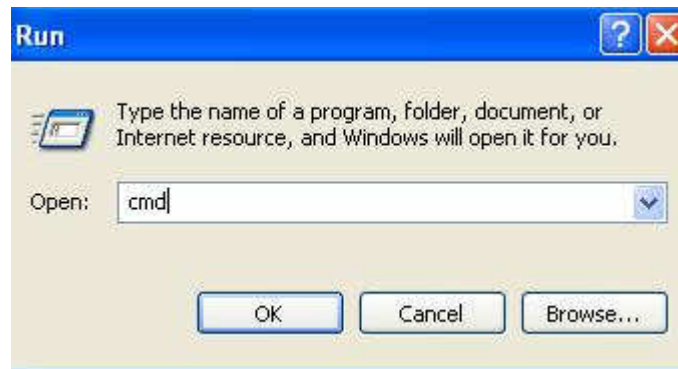 Run
Type the name of a program, folder, document, or
Internet resource, and Windows will open it for you.
Open: cmd
OK Cancel Browse...